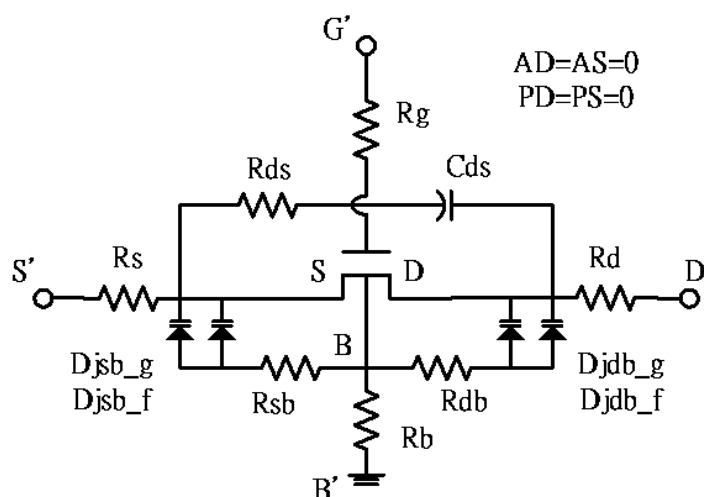 G'
AD=AS=0
PD=PS=0
Rg
Rds
Cds
S'
Rs
S
D
Rd
D
Djsb_g
Djsb_f
Rsb
B
Rdb
Djdb_g
Djdb_f
Rb
B'